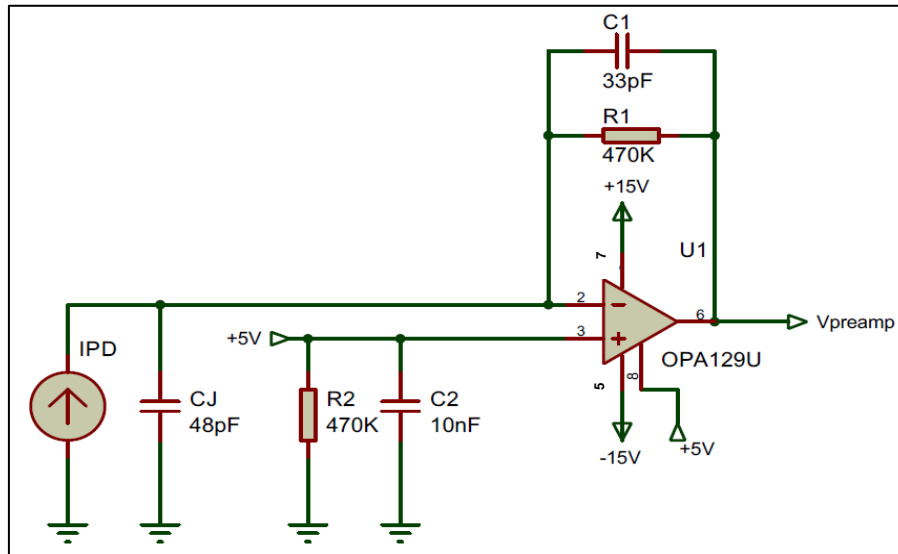 C1
33pF
R1
470K
+15V
7
U1
2
6
Vpreamp
+5V
3
IPD
OPA129U
CJ
48pF
R2
470K
C2
10nF
5
8
-15V
+5V